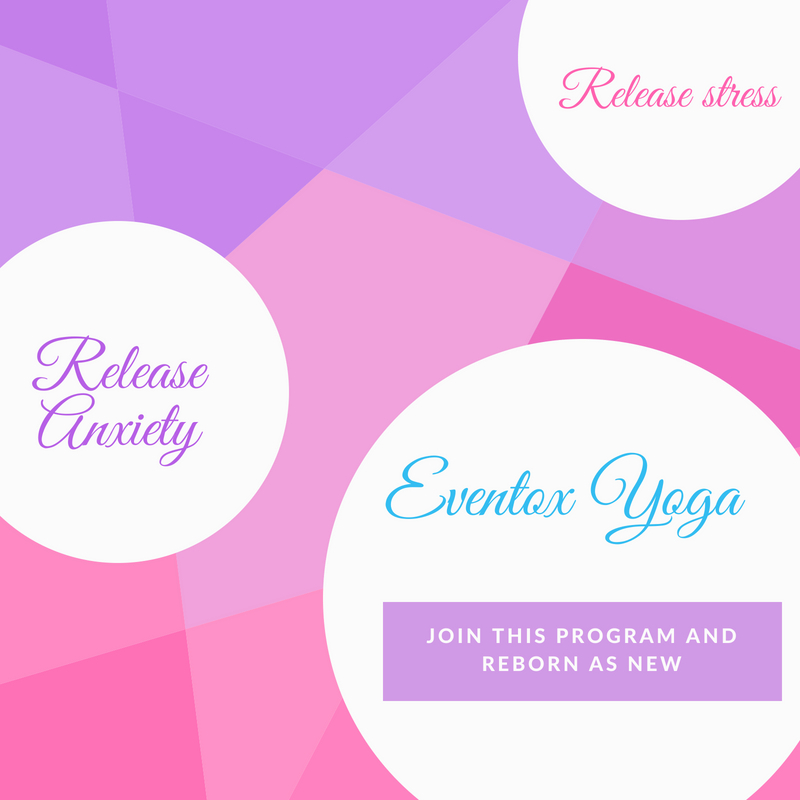 Release stress
Release
Anxiety
Eventox Yoga
JOIN THIS PROGRAM AND
REBORN AS NEW